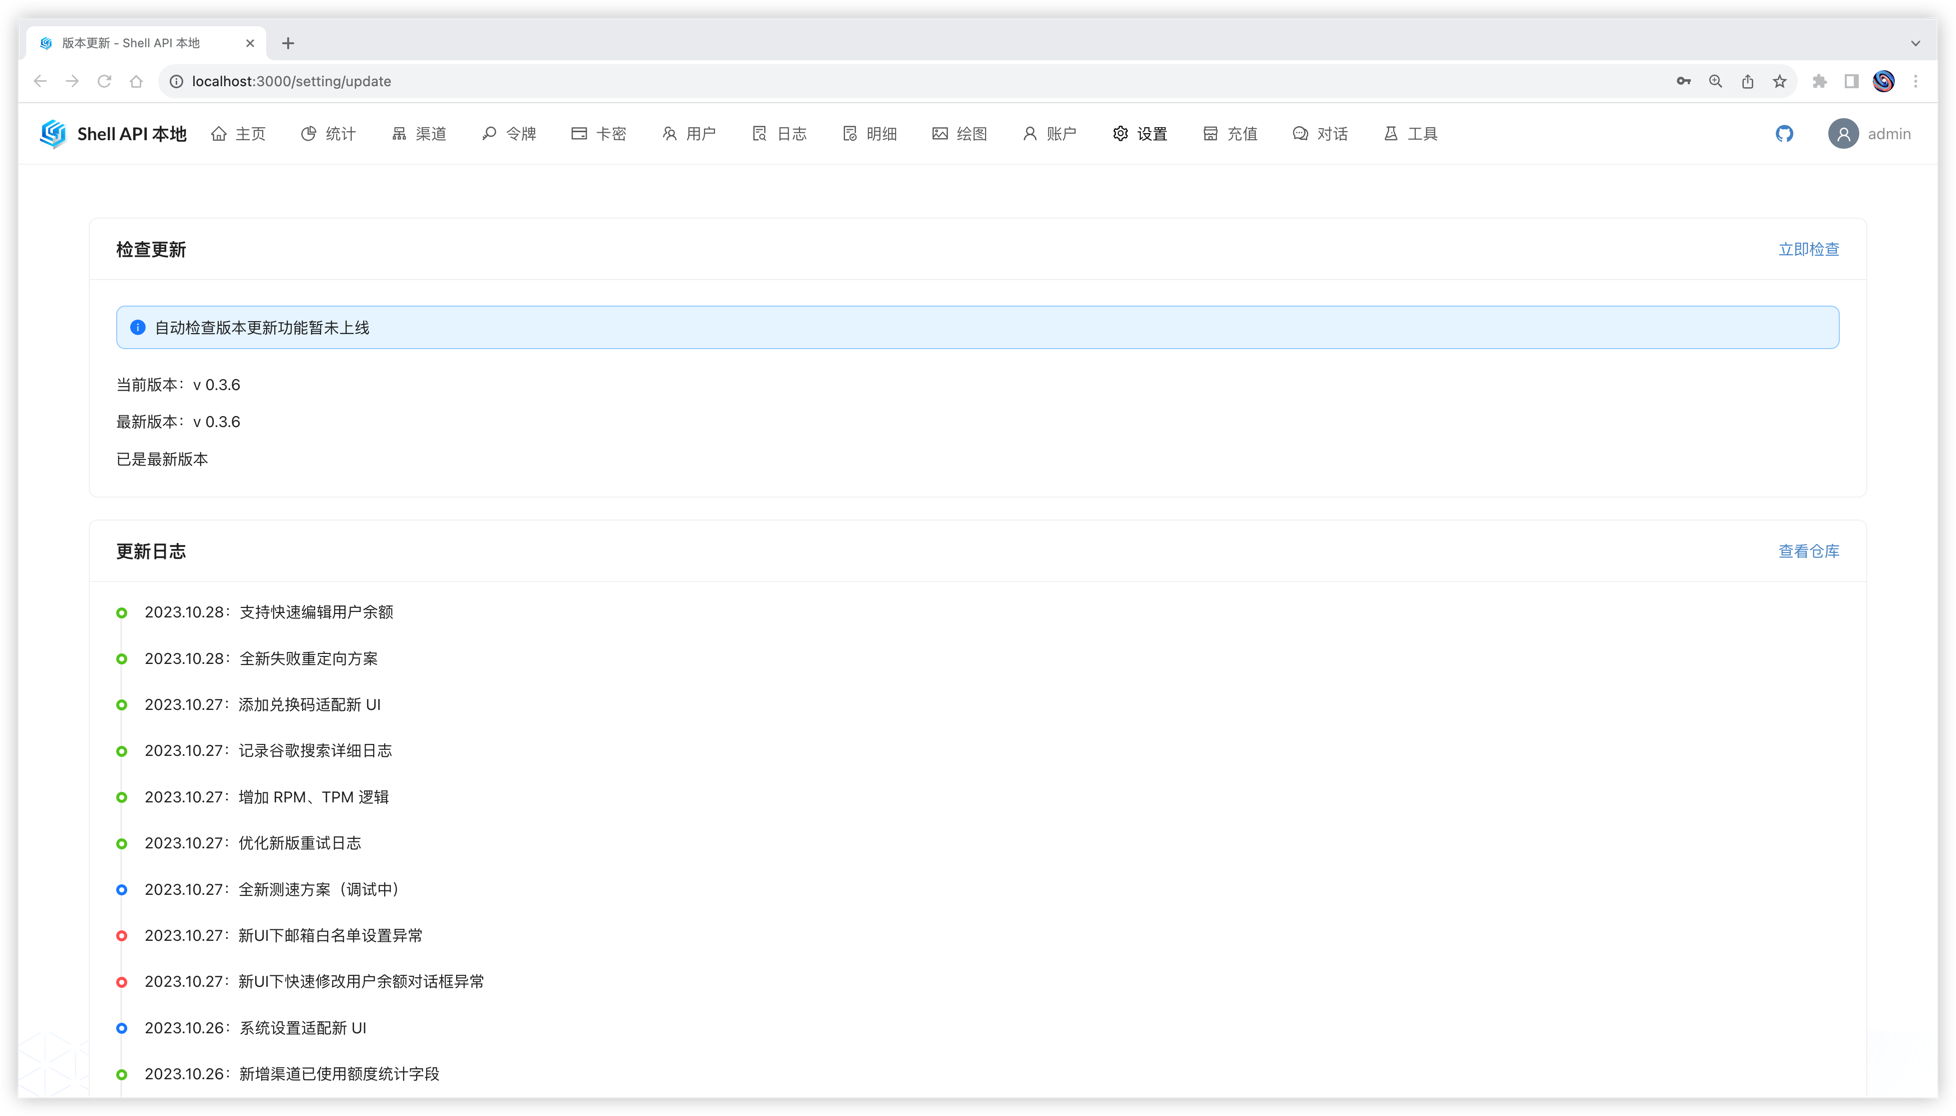 版本更新 - Shell API 本地
localhost:3000/setting/update
Shell API 本地 主页 统计 渠道 令牌 卡密 用户 日志 明细 绘图 账户 设置 充值 对话 工具 admin
检查更新 立即检查
自动检查版本更新功能暂未上线
当前版本：v 0.3.6
最新版本：v 0.3.6
已是最新版本
更新日志 查看仓库
2023.10.28：支持快速编辑用户余额
2023.10.28：全新失败重定向方案
2023.10.27：添加兑换码适配新 UI
2023.10.27：记录谷歌搜索详细日志
2023.10.27：增加 RPM、TPM 逻辑
2023.10.27：优化新版重试日志
2023.10.27：全新测速方案（调试中）
2023.10.27：新UI下邮箱白名单设置异常
2023.10.27：新UI下快速修改用户余额对话框异常
2023.10.26：系统设置适配新 UI
2023.10.26：新增渠道已使用额度统计字段